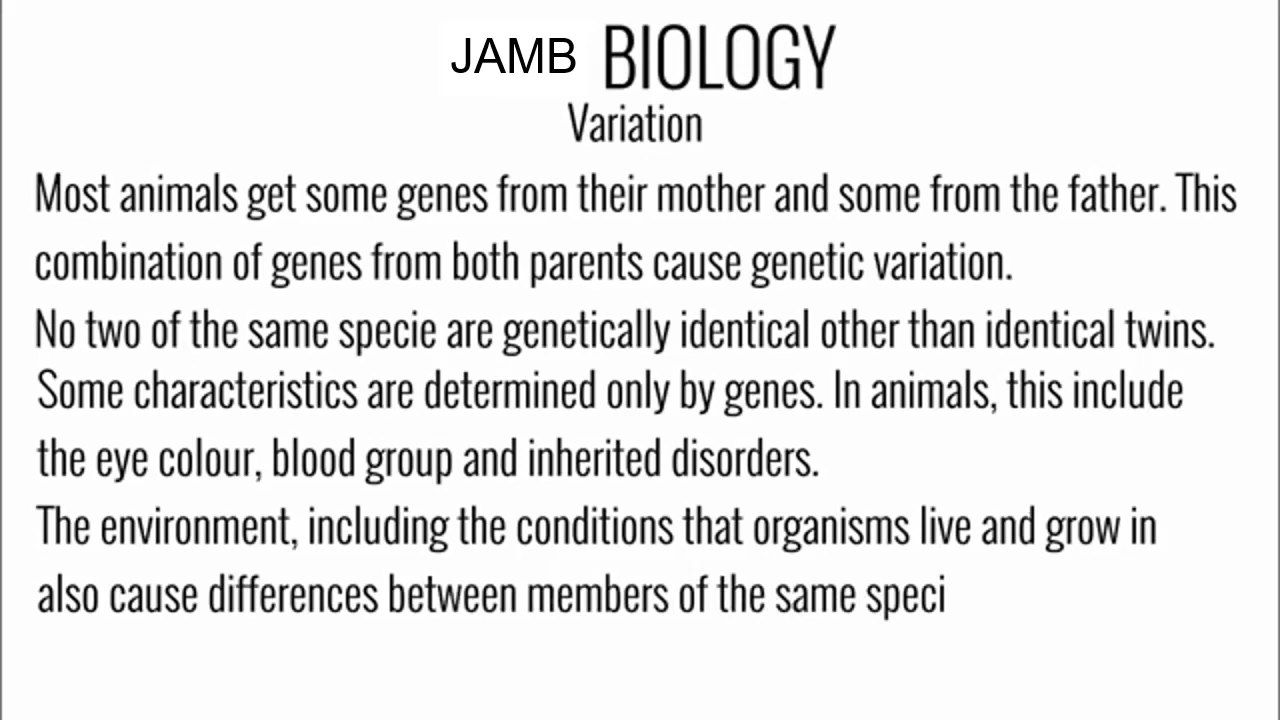 JAMB BIOLOGY
Variation
Most animals get some genes from their mother and some from the father. This
combination of genes from both parents cause genetic variation.
No two of the same specie are genetically identical other than identical twins.
Some characteristics are determined only by genes. In animals, this include
the eye colour, blood group and inherited disorders.
The environment, including the conditions that organisms live and grow in
also cause differences between members of the same speci